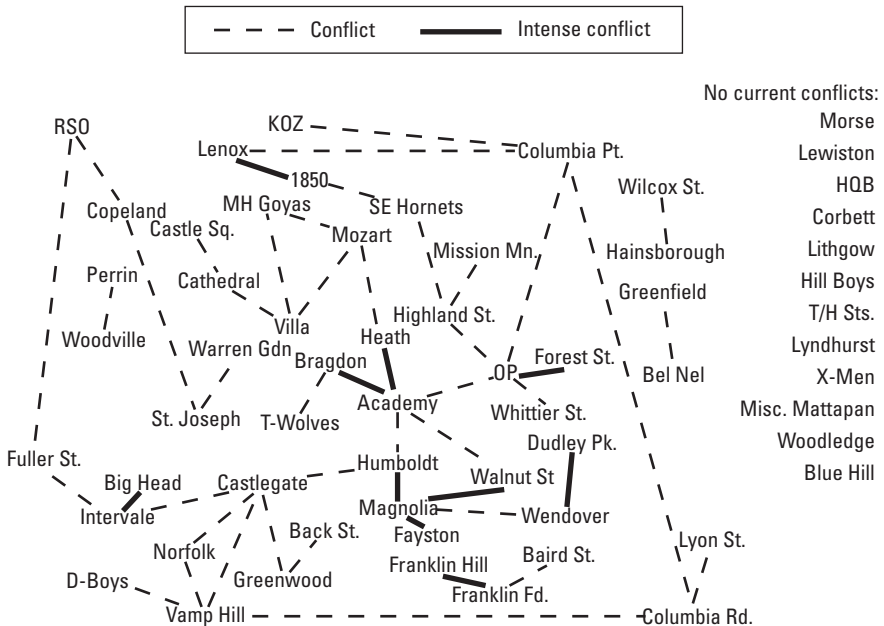 Conflict
Intense conflict
No current conflicts:
Morse
Lewiston
HQB
Corbett
Lithgow
Hill Boys
T/H Sts.
Lyndhurst
X-Men
Misc. Mattapan
Woodledge
Blue Hill
RSO
KOZ
Lenox
Columbia Pt.
1850
Wilcox St.
Copeland
MH Goyas
SE Hornets
Castle Sq.
Mozart
Mission Mn.
Hainsborough
Perrin
Cathedral
Greenfield
Villa
Highland St.
Woodville
Heath
Warren Gdn
Bragdon
Forest St.
OP
Bel Nel
Academy
St. Joseph
T-Wolves
Whittier St.
Dudley Pk.
Fuller St.
Humboldt
Big Head
Castlegate
Walnut St
Intervale
Magnolia
Wendover
Back St.
Fayston
Lyon St.
Norfolk
Baird St.
Franklin Hill
D-Boys
Greenwood
Franklin Fd.
Vamp Hill
Columbia Rd.